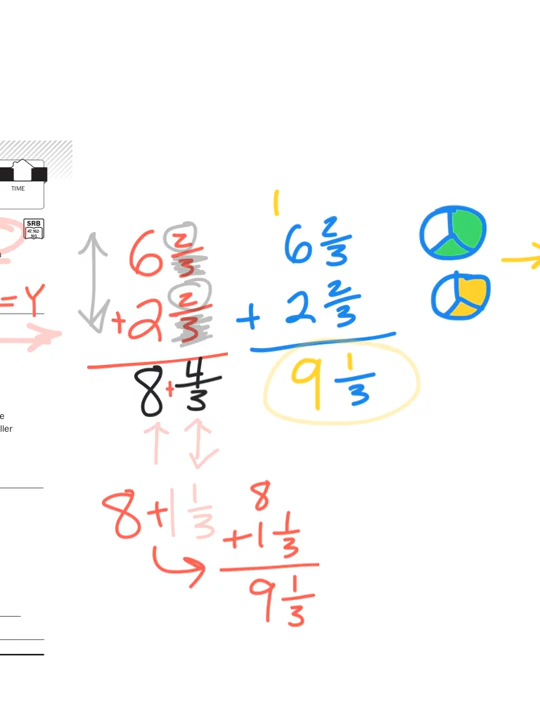 TIME
SRB
= Y
e
ller
6 2/3
+ 2 2/3
8 + 4/3
8 + 1 1/3
8
+ 1 1/3
9 1/3
1
6 2/3
+ 2 2/3
9 1/3